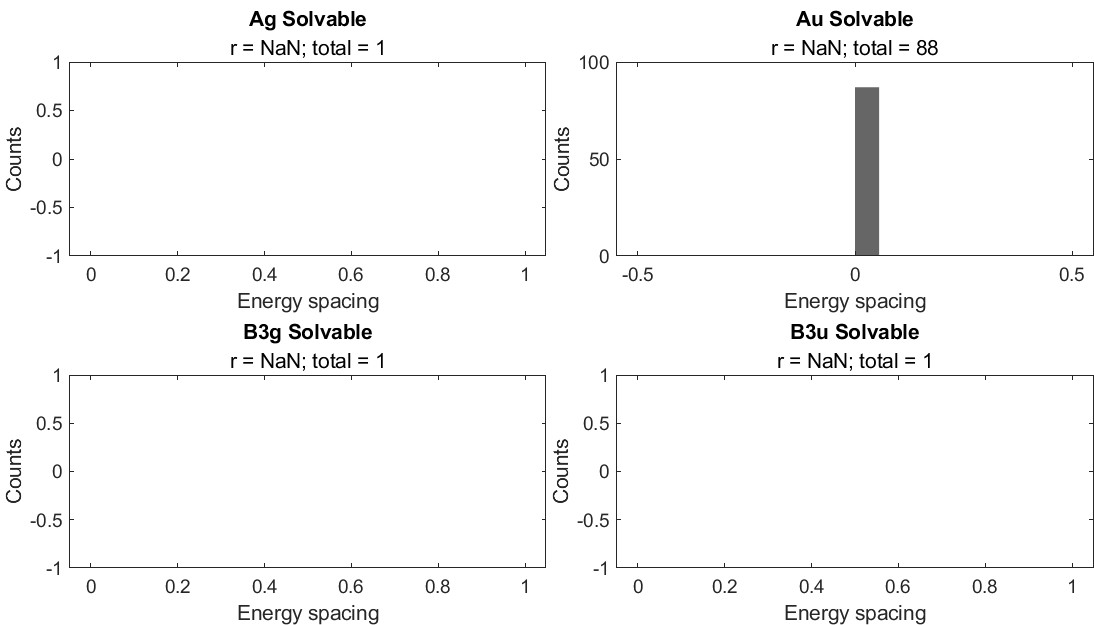 Ag Solvable
r = NaN; total = 1
1
0.5
0
-0.5
-1
Counts
0 0.2 0.4 0.6 0.8 1
Energy spacing
Au Solvable
r = NaN; total = 88
100
50
0
Counts
-0.5 0 0.5
Energy spacing
B3g Solvable
r = NaN; total = 1
1
0.5
0
-0.5
-1
Counts
0 0.2 0.4 0.6 0.8 1
Energy spacing
B3u Solvable
r = NaN; total = 1
1
0.5
0
-0.5
-1
Counts
0 0.2 0.4 0.6 0.8 1
Energy spacing